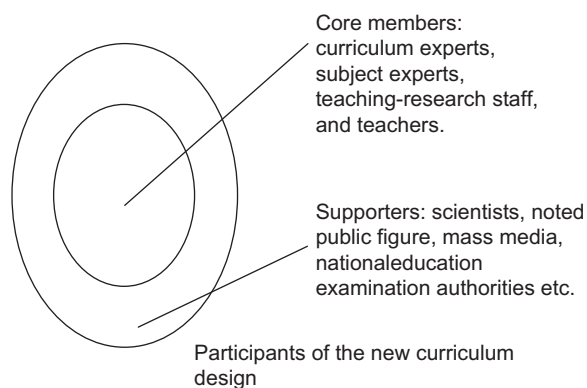 Core members:
curriculum experts,
subject experts,
teaching-research staff,
and teachers.
Supporters: scientists, noted
public figure, mass media,
nationaleducation
examination authorities etc.
Participants of the new curriculum
design